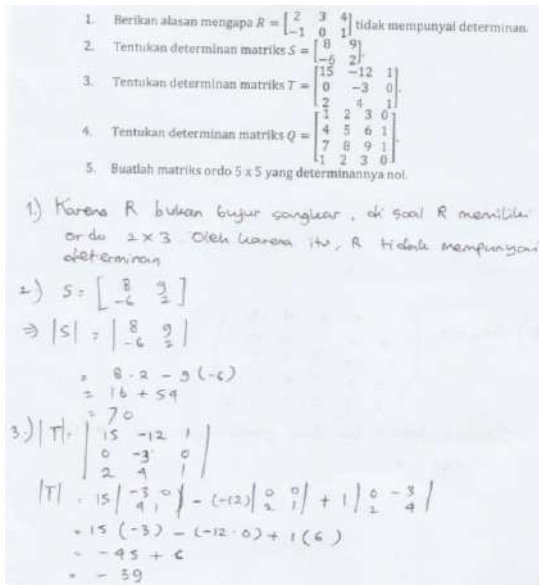 1. Berikan alasan mengapa R = [2 3 4; -1 0 1] tidak mempunyai determinan.
2. Tentukan determinan matriks S = [8 9; -6 2].
3. Tentukan determinan matriks T = [15 -12 1; 0 -3 0; 2 4 1].
4. Tentukan determinan matriks Q = [1 2 3 0; 4 5 6 1; 7 8 9 1; 1 2 3 0].
5. Buatlah matriks ordo 5 x 5 yang determinannya nol.
1.) Karena R bukan bujur sangkar, di soal R memiliki
ordo 2 x 3. Oleh karena itu, R tidak mempunyai
determinan
2) S = [8 9; -6 2]
⇒ |S| = |8 9; -6 2|
= 8 · 2 - 9 (-6)
= 16 + 54
= 70
3.) |T| = |15 -12 1; 0 -3 0; 2 4 1|
|T| = 15 |-3 0; 4 1| - (-12) |0 0; 2 1| + 1 |0 -3; 2 4|
= 15 (-3) - (-12 · 0) + 1 (6)
= -45 + 6
= -39